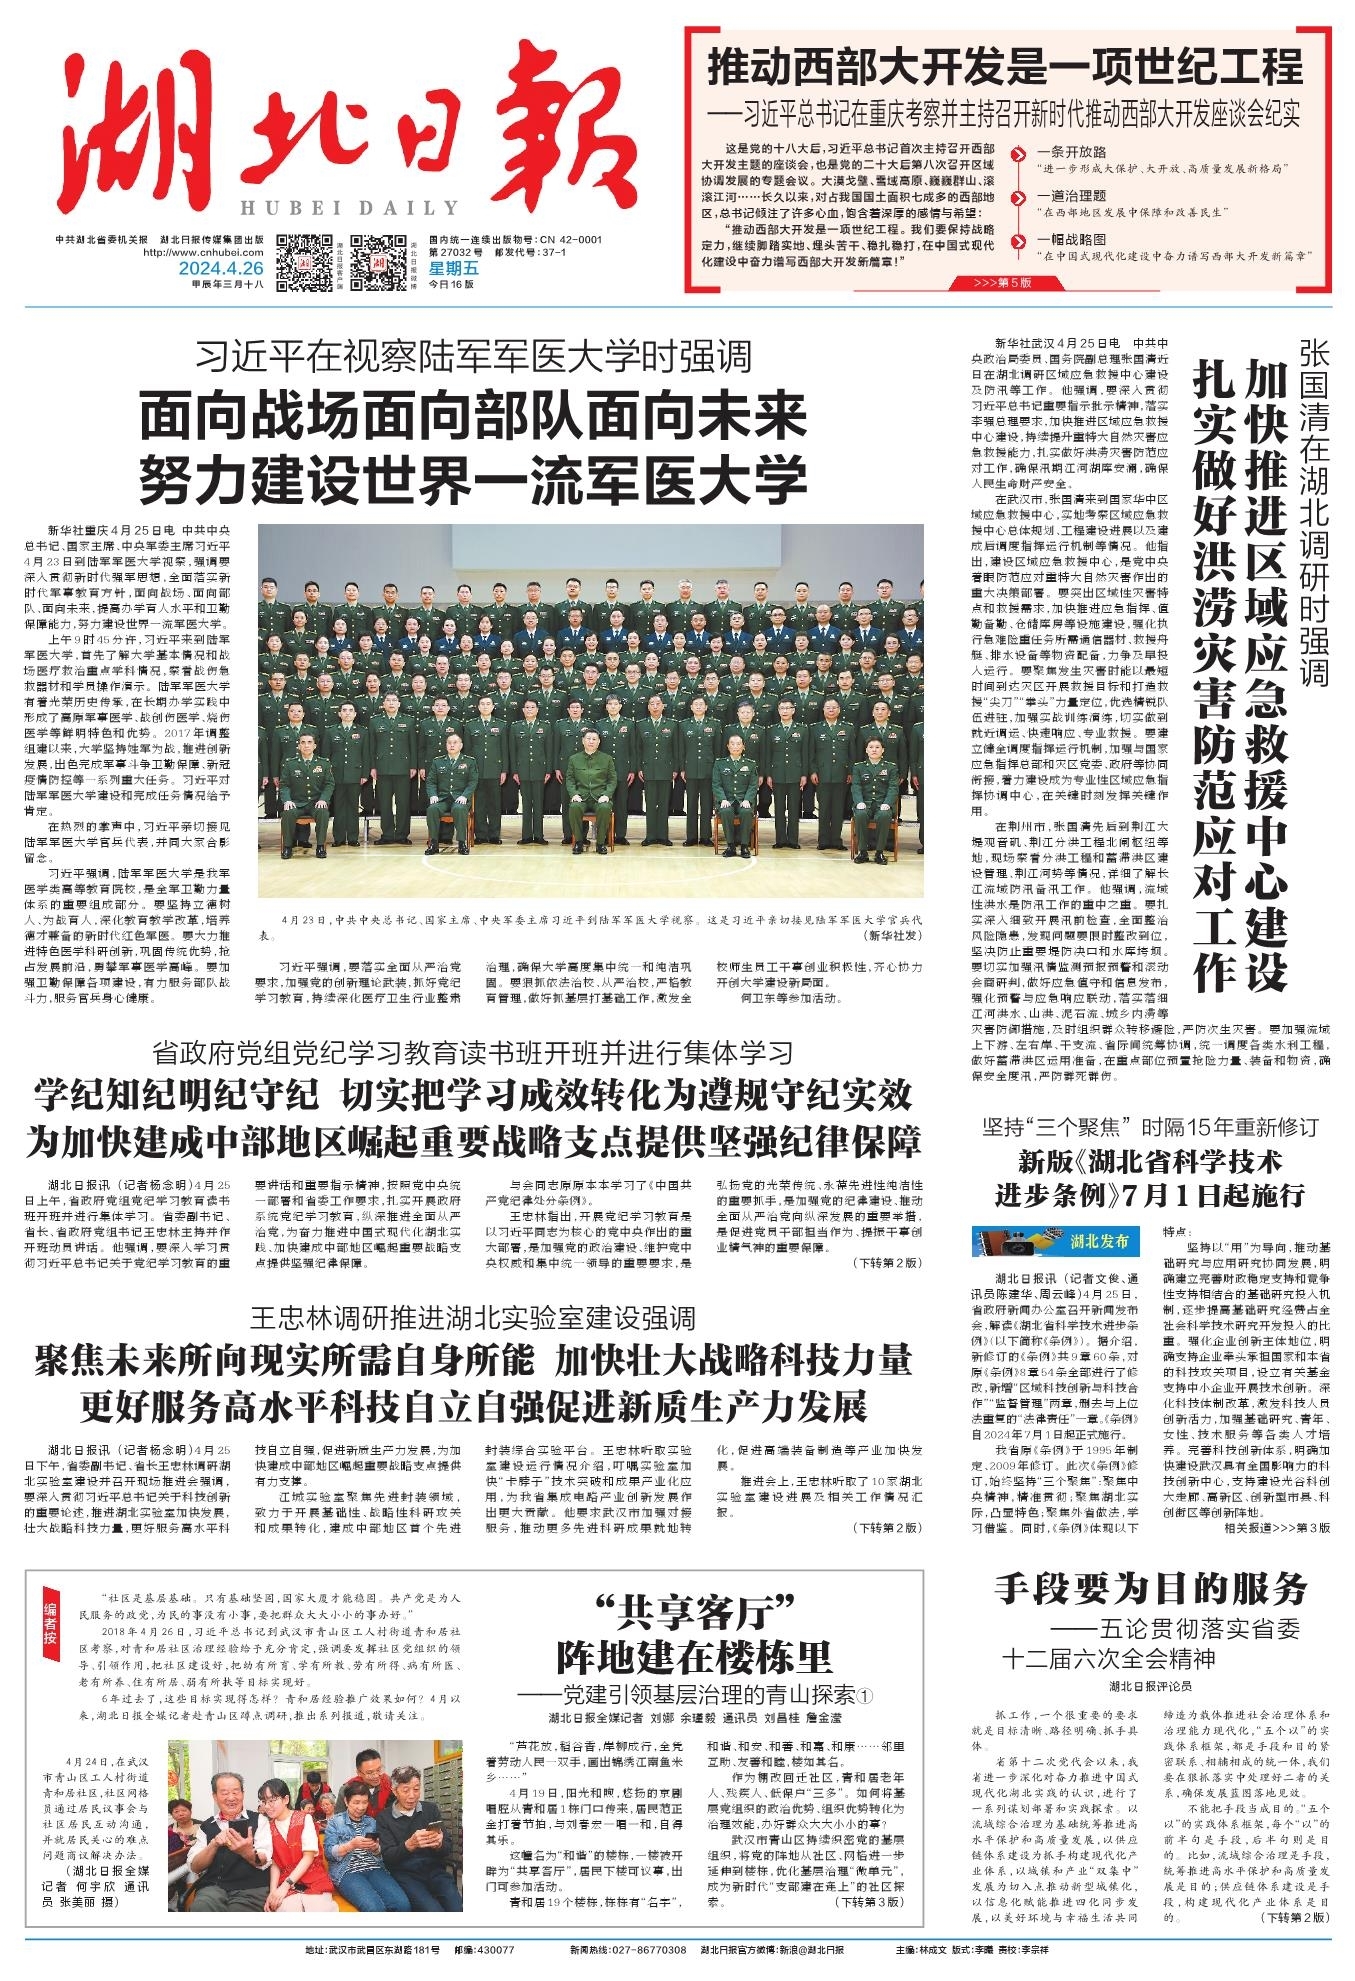 湖北日報
HUBEI DAILY
中共湖北省委机关报 湖北日报传媒集团出版
http://www.cnhubei.com
2024.4.26
甲辰年三月十八
湖北日报客户端
湖北日报微博
国内统一连续出版物号:CN 42-0001
第27032号 邮发代号:37-1
星期五
今日16版
推动西部大开发是一项世纪工程
——习近平总书记在重庆考察并主持召开新时代推动西部大开发座谈会纪实
这是党的十八大后,习近平总书记首次主持召开西部
大开发主题的座谈会,也是党的二十大后第八次召开区域
协调发展的专题会议。大漠戈壁、雪域高原、巍巍群山、滚
滚江河……长久以来,对占我国国土面积七成多的西部地
区,总书记倾注了许多心血,饱含着深厚的感情与希望:
“推动西部大开发是一项世纪工程。我们要保持战略
定力,继续脚踏实地、埋头苦干、稳扎稳打,在中国式现代
化建设中奋力谱写西部大开发新篇章!”
一条开放路
“进一步形成大保护、大开放、高质量发展新格局”
一道治理题
“在西部地区发展中保障和改善民生”
一幅战略图
“在中国式现代化建设中奋力谱写西部大开发新篇章”
>>>第5版
习近平在视察陆军军医大学时强调
面向战场面向部队面向未来
努力建设世界一流军医大学
新华社重庆4月25日电 中共中央
总书记、国家主席、中央军委主席习近平
4月23日到陆军军医大学视察,强调要
深入贯彻新时代强军思想,全面落实新
时代军事教育方针,面向战场、面向部
队、面向未来,提高办学育人水平和卫勤
保障能力,努力建设世界一流军医大学。
上午9时45分许,习近平来到陆军
军医大学,首先了解大学基本情况和战
场医疗救治重点学科情况,察看战伤急
救器材和学员操作演示。陆军军医大学
有着光荣历史传承,在长期办学实践中
形成了高原军事医学、战创伤医学、烧伤
医学等鲜明特色和优势。2017年调整
组建以来,大学坚持姓军为战,推进创新
发展,出色完成军事斗争卫勤保障、新冠
疫情防控等一系列重大任务。习近平对
陆军军医大学建设和完成任务情况给予
肯定。
在热烈的掌声中,习近平亲切接见
陆军军医大学官兵代表,并同大家合影
留念。
习近平强调,陆军军医大学是我军
医学类高等教育院校,是全军卫勤力量
体系的重要组成部分。要坚持立德树
人、为战育人,深化教育教学改革,培养
德才兼备的新时代红色军医。要大力推
进特色医学科研创新,巩固传统优势,抢
占发展前沿,勇攀军事医学高峰。要加
强卫勤保障各项建设,有力服务部队战
斗力,服务官兵身心健康。
4月23日,中共中央总书记、国家主席、中央军委主席习近平到陆军军医大学视察。这是习近平亲切接见陆军军医大学官兵代
表。
(新华社发)
习近平强调,要落实全面从严治党
要求,加强党的创新理论武装,抓好党纪
学习教育,持续深化医疗卫生行业整肃
治理,确保大学高度集中统一和纯洁巩
固。要狠抓依法治校、从严治校,严格教
育管理,做好抓基层打基础工作,激发全
校师生员工干事创业积极性,齐心协力
开创大学建设新局面。
何卫东等参加活动。
张国清在湖北调研时强调
加快推进区域应急救援中心建设
扎实做好洪涝灾害防范应对工作
新华社武汉4月25日电 中共中
央政治局委员、国务院副总理张国清近
日在湖北调研区域应急救援中心建设
及防汛等工作。他强调,要深入贯彻
习近平总书记重要指示批示精神,落实
李强总理要求,加快推进区域应急救援
中心建设,持续提升重特大自然灾害应
急救援能力,扎实做好洪涝灾害防范应
对工作,确保汛期江河湖库安澜,确保
人民生命财产安全。
在武汉市,张国清来到国家华中区
域应急救援中心,实地考察区域应急救
援中心总体规划、工程建设进展以及建
成后调度指挥运行机制等情况。他指
出,建设区域应急救援中心,是党中央
着眼防范应对重特大自然灾害作出的
重大决策部署。要突出区域性灾害特
点和救援需求,加快推进应急指挥、值
勤备勤、仓储库房等设施建设,强化执
行急难险重任务所需通信器材、救援舟
艇、排水设备等物资配备,力争及早投
入运行。要聚焦发生灾害时能以最短
时间到达灾区开展救援目标和打造救
援“尖刀”“拳头”力量定位,优选精锐队
伍进驻,加强实战训练演练,切实做到
就近调运、快速响应、专业救援。要建
立健全调度指挥运行机制,加强与国家
应急指挥总部和灾区党委、政府等协同
衔接,着力建设成为专业性区域应急指
挥协调中心,在关键时刻发挥关键作
用。
在荆州市,张国清先后到荆江大
堤观音矶、荆江分洪工程北闸枢纽等
地,现场察看分洪工程和蓄滞洪区建
设管理、荆江河势等情况,详细了解长
江流域防汛备汛工作。他强调,流域
性洪水是防汛工作的重中之重。要扎
实深入细致开展汛前检查,全面整治
风险隐患,发现问题要限时整改到位,
坚决防止重要堤防决口和水库垮坝。
要切实加强汛情监测预报预警和滚动
会商研判,做好应急值守和信息发布,
强化预警与应急响应联动,落实落细
江河洪水、山洪、泥石流、城乡内涝等
灾害防御措施,及时组织群众转移避险,严防次生灾害。要加强流域
上下游、左右岸、干支流、省际间统筹协调,统一调度各类水利工程,
做好蓄滞洪区运用准备,在重点部位预置抢险力量、装备和物资,确
保安全度汛,严防群死群伤。
省政府党组党纪学习教育读书班开班并进行集体学习
学纪知纪明纪守纪 切实把学习成效转化为遵规守纪实效
为加快建成中部地区崛起重要战略支点提供坚强纪律保障
湖北日报讯(记者杨念明)4月25
日上午,省政府党组党纪学习教育读书
班开班并进行集体学习。省委副书记、
省长、省政府党组书记王忠林主持并作
开班动员讲话。他强调,要深入学习贯
彻习近平总书记关于党纪学习教育的重
要讲话和重要指示精神,按照党中央统
一部署和省委工作要求,扎实开展政府
系统党纪学习教育,纵深推进全面从严
治党,为奋力推进中国式现代化湖北实
践、加快建成中部地区崛起重要战略支
点提供坚强纪律保障。
与会同志原原本本学习了《中国共
产党纪律处分条例》。
王忠林指出,开展党纪学习教育是
以习近平同志为核心的党中央作出的重
大部署,是加强党的政治建设、维护党中
央权威和集中统一领导的重要要求,是
弘扬党的光荣传统、永葆先进性纯洁性
的重要抓手,是加强党的纪律建设、推动
全面从严治党向纵深发展的重要举措,
是促进党员干部担当作为、提振干事创
业精气神的重要保障。
(下转第2版)
王忠林调研推进湖北实验室建设强调
聚焦未来所向现实所需自身所能 加快壮大战略科技力量
更好服务高水平科技自立自强促进新质生产力发展
湖北日报讯(记者杨念明)4月25
日下午,省委副书记、省长王忠林调研湖
北实验室建设并召开现场推进会强调,
要深入贯彻习近平总书记关于科技创新
的重要论述,推进湖北实验室加快发展,
壮大战略科技力量,更好服务高水平科
技自立自强,促进新质生产力发展,为加
快建成中部地区崛起重要战略支点提供
有力支撑。
江城实验室聚焦先进封装领域,
致力于开展基础性、战略性科研攻关
和成果转化,建成中部地区首个先进
封装综合实验平台。王忠林听取实验
室建设运行情况介绍,叮嘱实验室加
快“卡脖子”技术突破和成果产业化应
用,为我省集成电路产业创新发展作
出更大贡献。他要求武汉市加强对接
服务,推动更多先进科研成果就地转
化,促进高端装备制造等产业加快发
展。
推进会上,王忠林听取了10家湖北
实验室建设进展及相关工作情况汇
报。
(下转第2版)
坚持“三个聚焦” 时隔15年重新修订
新版《湖北省科学技术
进步条例》7月1日起施行
湖北发布
湖北日报讯(记者文俊、通
讯员陈建华、周云峰)4月25日,
省政府新闻办公室召开新闻发布
会,解读《湖北省科学技术进步条
例》(以下简称《条例》)。据介绍,
新修订的《条例》共9章60条,对
原《条例》8章54条全部进行了修
改,新增“区域科技创新与科技合
作”“监督管理”两章,删去与上位
法重复的“法律责任”一章。《条例》
自2024年7月1日起正式施行。
我省原《条例》于1995年制
定、2009年修订。此次《条例》修
订,始终坚持“三个聚焦”:聚焦中
央精神,精准贯彻;聚焦湖北实
际,凸显特色;聚焦外省做法,学
习借鉴。同时,《条例》体现以下
特点:
坚持以“用”为导向,推动基
础研究与应用研究协同发展,明
确建立完善财政稳定支持和竞争
性支持相结合的基础研究投入机
制,逐步提高基础研究经费占全
社会科学技术研究开发投入的比
重。强化企业创新主体地位,明
确支持企业牵头承担国家和本省
的科技攻关项目,设立有关基金
支持中小企业开展技术创新。深
化科技体制改革,激发科技人员
创新活力,加强基础研究、青年、
女性、技术服务等各类人才培
养。完善科技创新体系,明确加
快建设武汉具有全国影响力的科
技创新中心,支持建设光谷科创
大走廊、高新区、创新型市县、科
创街区等创新阵地。
相关报道>>>第3版
编者按
“社区是基层基础。只有基础坚固,国家大厦才能稳固。共产党是为人
民服务的政党,为民的事没有小事,要把群众大大小小的事办好。”
2018年4月26日,习近平总书记到武汉市青山区工人村街道青和居社
区考察,对青和居社区治理经验给予充分肯定,强调要发挥社区党组织的领
导、引领作用,把社区建设好,把幼有所育、学有所教、劳有所得、病有所医、
老有所养、住有所居、弱有所扶等目标实现好。
6年过去了,这些目标实现得怎样?青和居经验推广效果如何?4月以
来,湖北日报全媒记者赴青山区蹲点调研,推出系列报道,敬请关注。
4月24日,在武汉
市青山区工人村街道
青和居社区,社区网格
员通过居民议事会与
社区居民互动沟通,
并就居民关心的难点
问题商议解决办法。
(湖北日报全媒
记者 何宇欣 通讯
员 张美丽 摄)
“共享客厅”
阵地建在楼栋里
——党建引领基层治理的青山探索①
湖北日报全媒记者 刘娜 余瑾毅 通讯员 刘昌桂 詹金滢
“芦花放,稻谷香,岸柳成行,全凭
着劳动人民一双手,画出锦绣江南鱼米
乡……”
4月19日,阳光和煦,悠扬的京剧
唱腔从青和居1栋门口传来,居民范正
金打着节拍,与刘春宏一唱一和,自得
其乐。
这幢名为“和谐”的楼栋,一楼被开
辟为“共享客厅”,居民下楼可议事,出
门可参加活动。
青和居19个楼栋,栋栋有“名字”,
和谐、和安、和善、和嘉、和康……邻里
互助、友善和睦,楼如其名。
作为棚改回迁社区,青和居老年
人、残疾人、低保户“三多”。如何将基
层党组织的政治优势、组织优势转化为
治理效能,办好群众大大小小的事?
武汉市青山区持续织密党的基层
组织,将党的阵地从社区、网格进一步
延伸到楼栋,优化基层治理“微单元”,
成为新时代“支部建在连上”的社区探
索。
(下转第3版)
手段要为目的服务
——五论贯彻落实省委
十二届六次全会精神
湖北日报评论员
抓工作,一个很重要的要求
就是目标清晰、路径明确、抓手具
体。
省第十二次党代会以来,我
省进一步深化对奋力推进中国式
现代化湖北实践的认识,进行了
一系列谋划部署和实践探索。以
流域综合治理为基础统筹推进高
水平保护和高质量发展,以供应
链体系建设为抓手构建现代化产
业体系,以城镇和产业“双集中”
发展为切入点推动新型城镇化,
以信息化赋能推进四化同步发
展,以美好环境与幸福生活共同
缔造为载体推进社会治理体系和
治理能力现代化,“五个以”的实
践体系框架,都是手段和目的紧
密联系、相辅相成的统一体,我们
要在狠抓落实中处理好二者的关
系,确保发展蓝图落地见效。
不能把手段当成目的。“五个
以”的实践体系框架,每个“以”的
前半句是手段,后半句则是目
的。比如,流域综合治理是手段,
统筹推进高水平保护和高质量发
展是目的;供应链体系建设是手
段,构建现代化产业体系是目
的。
(下转第2版)
地址:武汉市武昌区东湖路181号 邮编:430077 新闻热线:027-86770308 湖北日报官方微博:新浪@湖北日报 主编:林成文 版式:李曦 责校:李宗祥